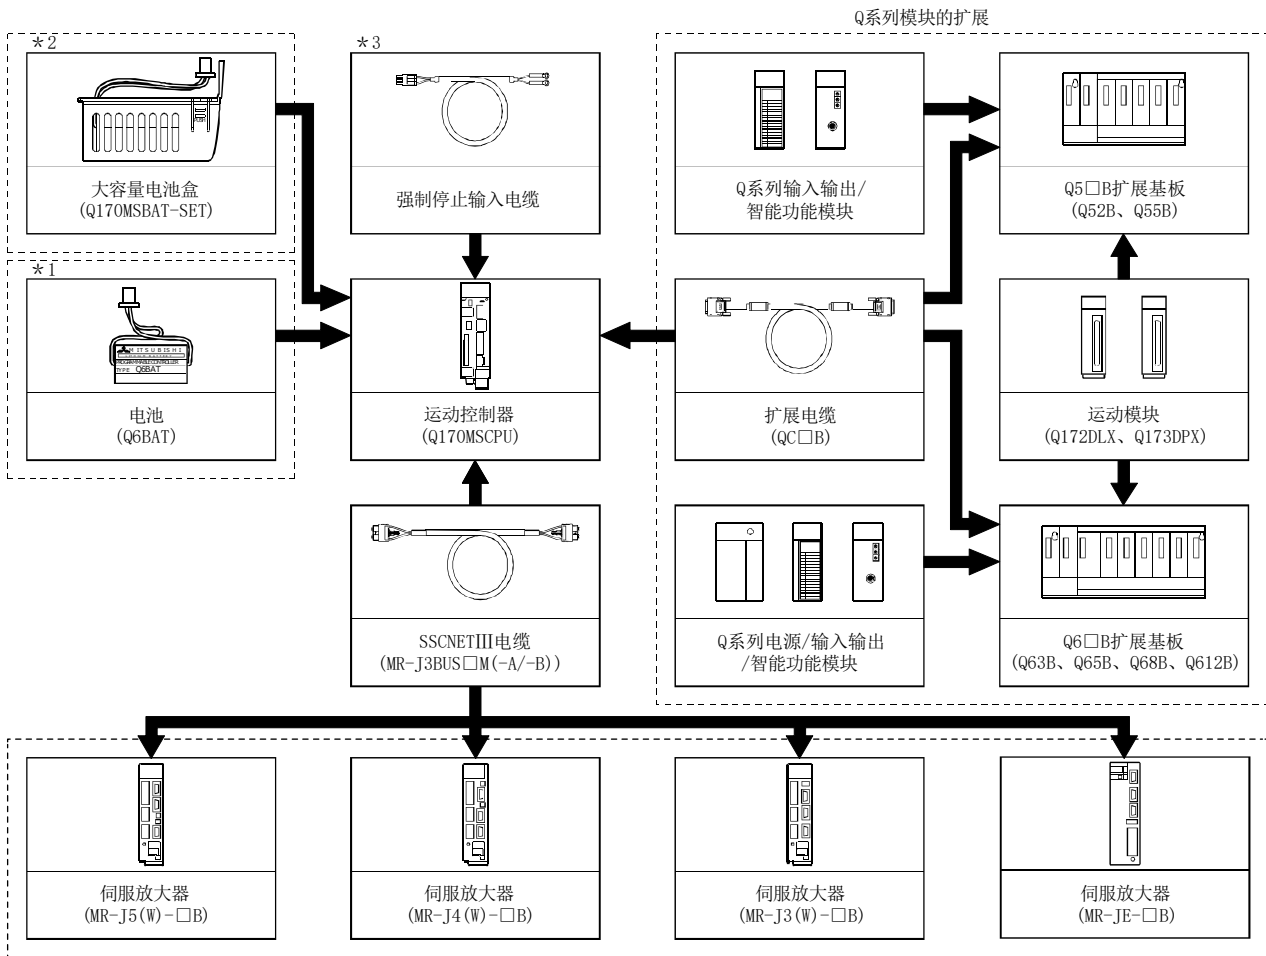 Q系列模块的扩展
*2
*3
大容量电池盒
(Q170MSBAT-SET)
强制停止输入电缆
Q系列输入输出/
智能功能模块
Q5□B扩展基板
(Q52B、Q55B)
*1
MITSUBISHI
PROGRAMMABLE CONTROLLER
TYPE Q6BAT
电池
(Q6BAT)
运动控制器
(Q170MSCPU)
扩展电缆
(QC□B)
运动模块
(Q172DLX、Q173DPX)
SSCNETⅢ电缆
(MR-J3BUS□M(-A/-B))
Q系列电源/输入输出
/智能功能模块
Q6□B扩展基板
(Q63B、Q65B、Q68B、Q612B)
伺服放大器
(MR-J5(W)-□B)
伺服放大器
(MR-J4(W)-□B)
伺服放大器
(MR-J3(W)-□B)
伺服放大器
(MR-JE-□B)